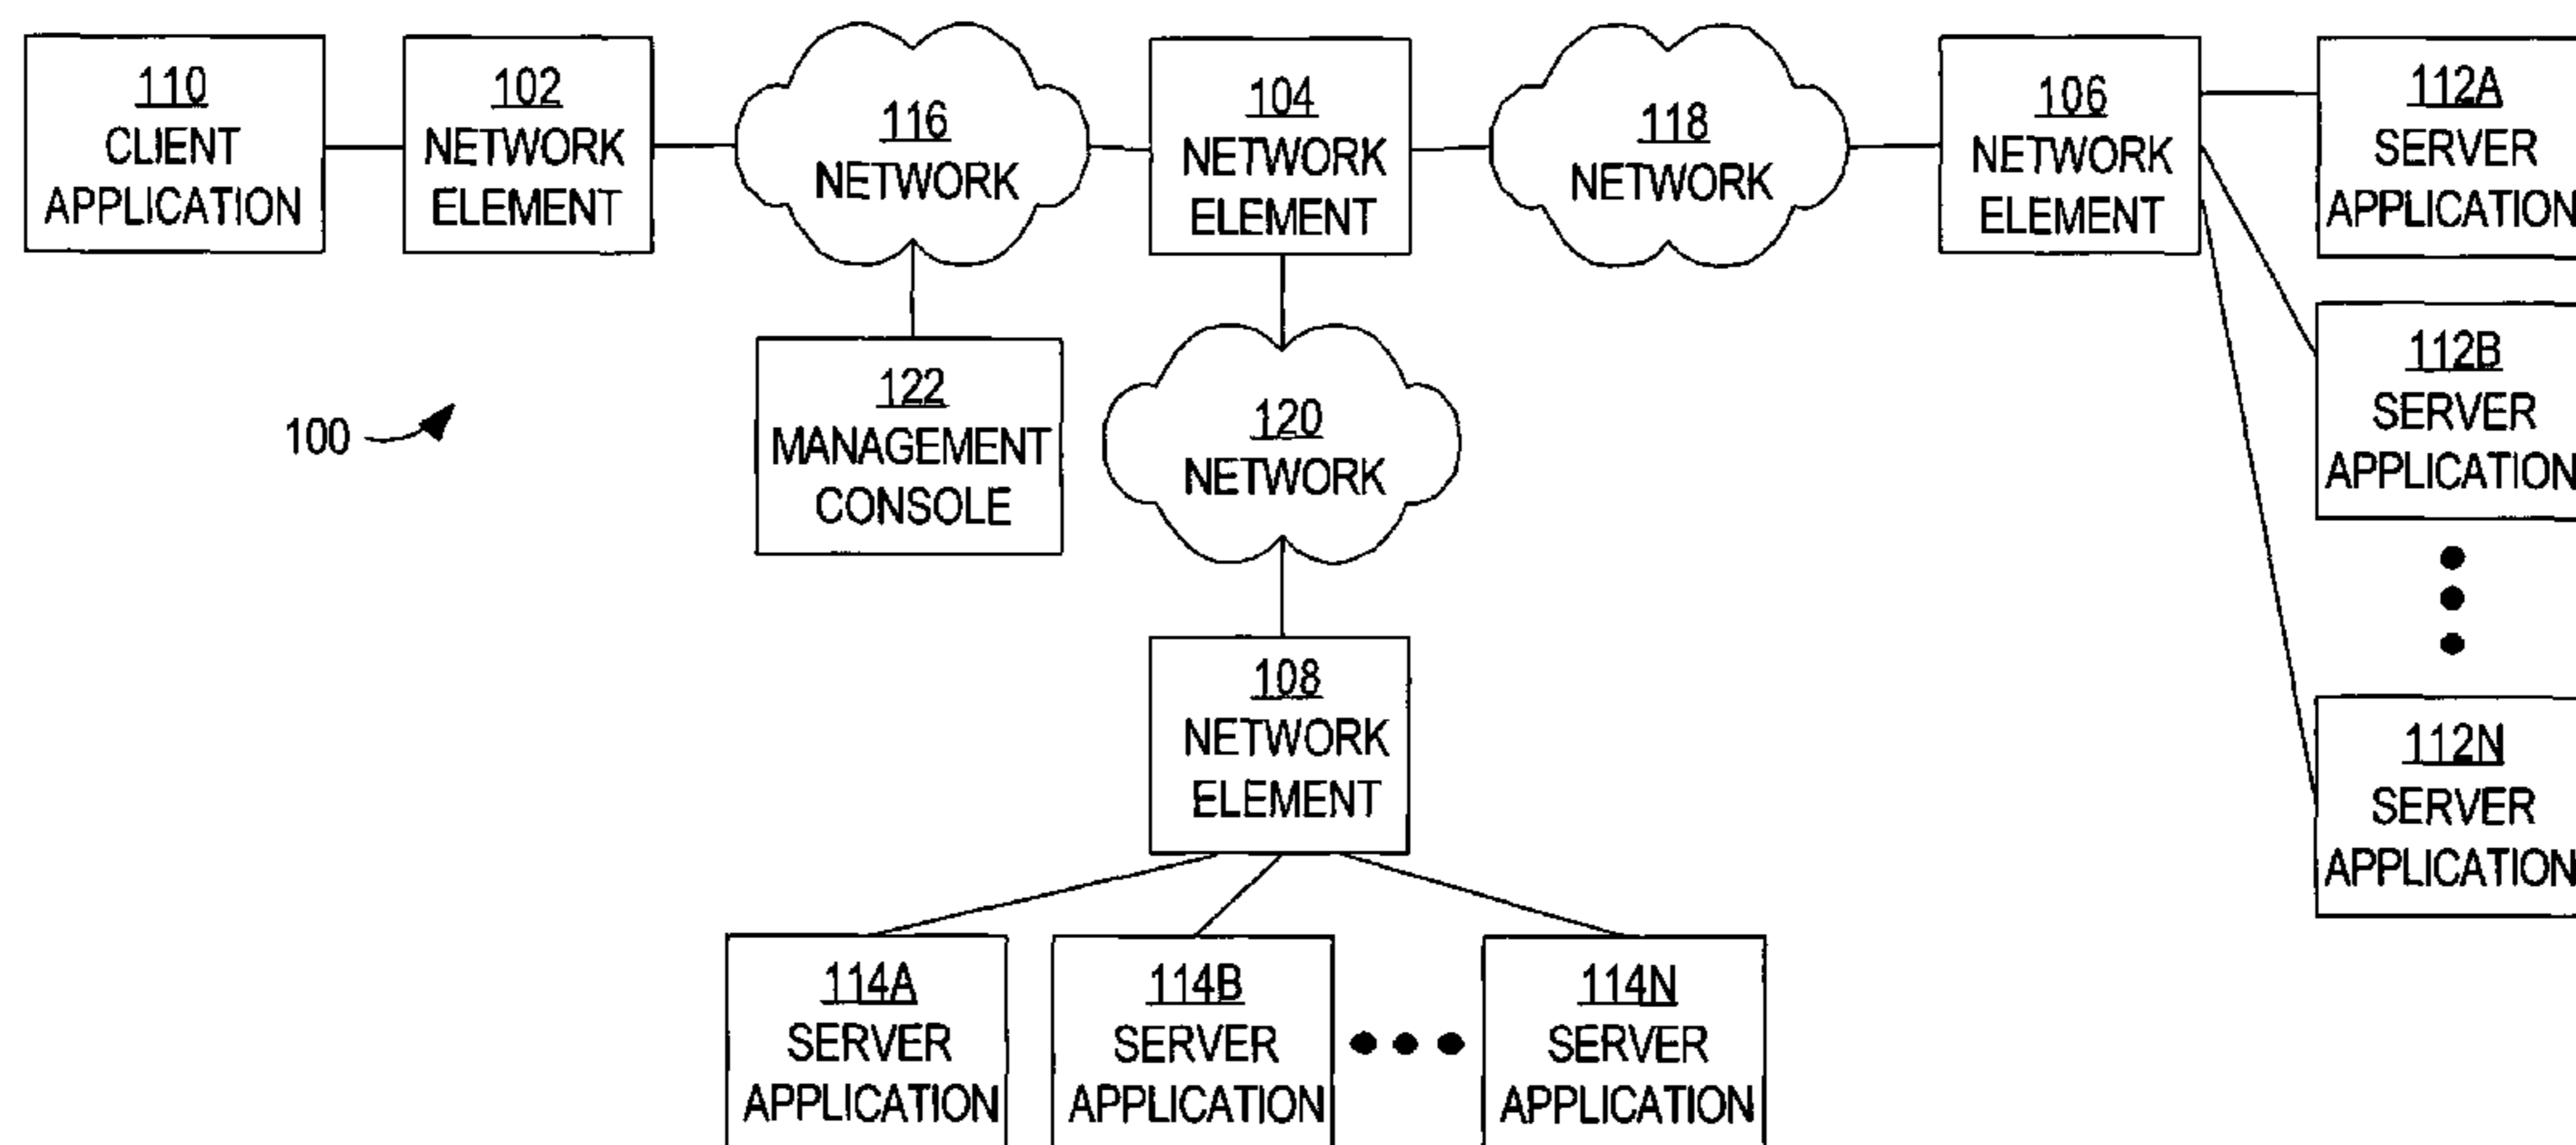 110
CLIENT
APPLICATION
102
NETWORK
ELEMENT
116
NETWORK
104
NETWORK
ELEMENT
118
NETWORK
106
NETWORK
ELEMENT
112A
SERVER
APPLICATION
122
MANAGEMENT
CONSOLE
120
NETWORK
112B
SERVER
APPLICATION
100
108
NETWORK
ELEMENT
112N
SERVER
APPLICATION
114A
SERVER
APPLICATION
114B
SERVER
APPLICATION
114N
SERVER
APPLICATION